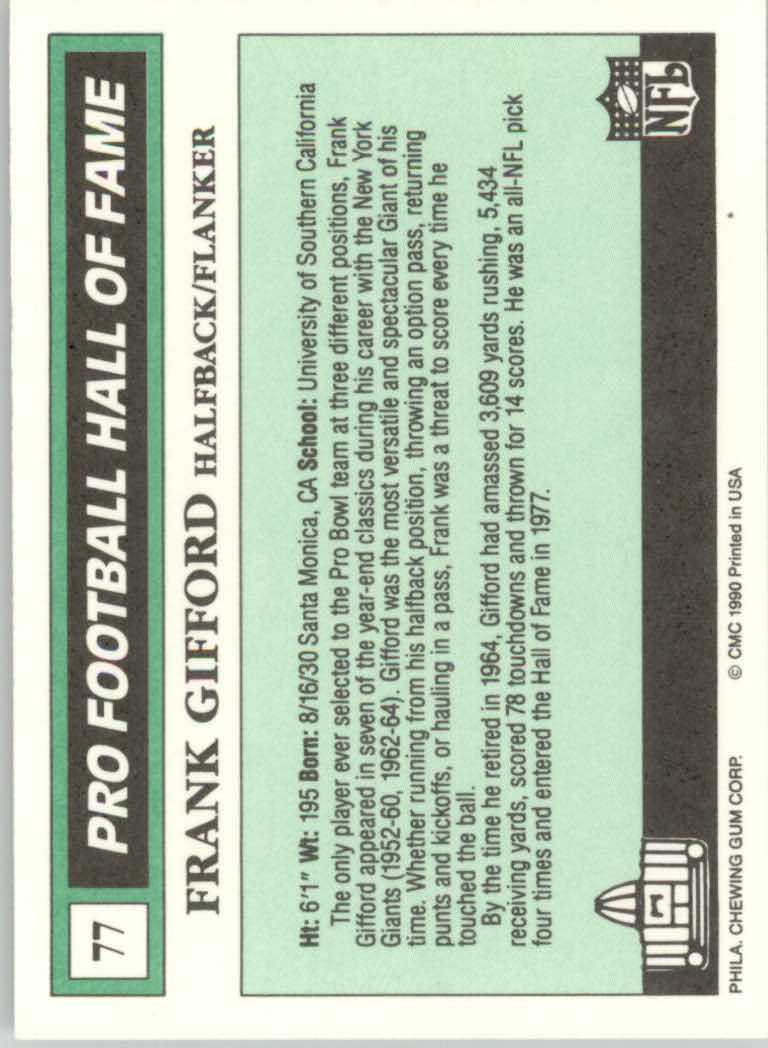 77 PRO FOOTBALL HALL OF FAME
FRANK GIFFORD HALFBACK/FLANKER
Ht: 6'1" Wt: 195 Born: 8/16/30 Santa Monica, CA School: University of Southern California
The only player ever selected to the Pro Bowl team at three different positions, Frank
Gifford appeared in seven of the year-end classics during his career with the New York
Giants (1952-60, 1962-64). Gifford was the most versatile and spectacular Giant of his
time. Whether running from his halfback position, throwing an option pass, returning
punts and kickoffs, or hauling in a pass, Frank was a threat to score every time he
touched the ball.
By the time he retired in 1964, Gifford had amassed 3,609 yards rushing, 5,434
receiving yards, scored 78 touchdowns and thrown for 14 scores. He was an all-NFL pick
four times and entered the Hall of Fame in 1977.
NFL
PHILA. CHEWING GUM CORP. © CMC 1990 Printed in USA